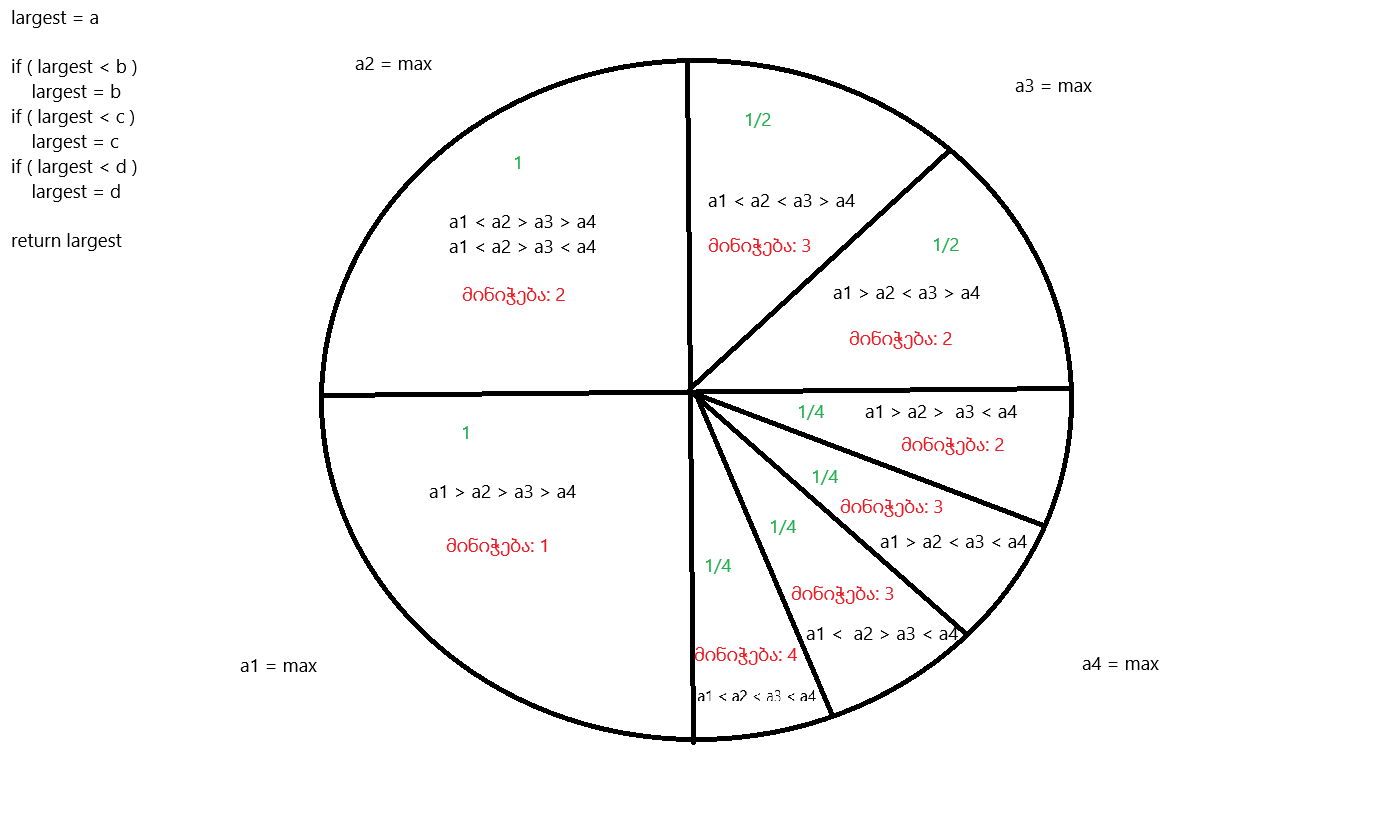 largest = a
if ( largest < b )
largest = b
if ( largest < c )
largest = c
if ( largest < d )
largest = d
return largest
a2 = max
a3 = max
1
a1 < a2 > a3 > a4
a1 < a2 > a3 < a4
მინიჭება: 2
1/2
a1 < a2 < a3 > a4
მინიჭება: 3
1/2
a1 > a2 < a3 > a4
მინიჭება: 2
1/4
a1 > a2 > a3 < a4
მინიჭება: 2
1/4
მინიჭება: 3
a1 > a2 < a3 < a4
1/4
მინიჭება: 3
a1 < a2 > a3 < a4
1/4
მინიჭება: 4
a1 < a2 < a3 < a4
1
a1 > a2 > a3 > a4
მინიჭება: 1
a1 = max
a4 = max